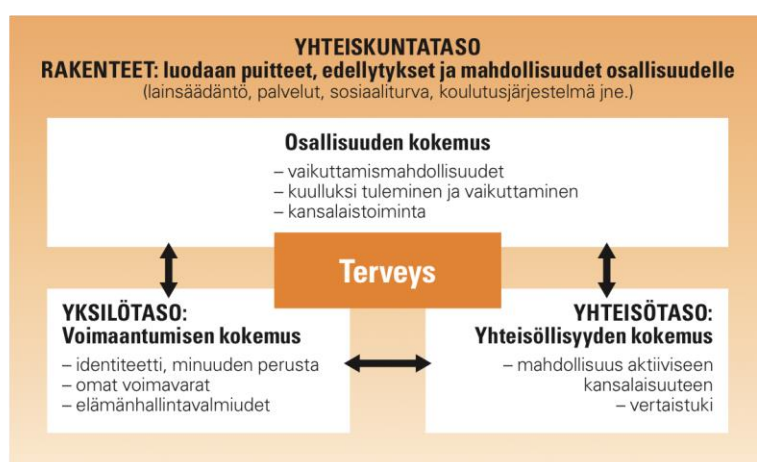 YHTEISKUNTATASO
RAKENTEET: luodaan puitteet, edellytykset ja mahdollisuudet osallisuudelle
(lainsäädäntö, palvelut, sosiaaliturva, koulutusjärjestelmä jne.)
Osallisuuden kokemus
– vaikuttamismahdollisuudet
– kuulluksi tuleminen ja vaikuttaminen
– kansalaistoiminta
Terveys
YKSILÖTASO:
Voimaantumisen kokemus
– identiteetti, minuuden perusta
– omat voimavarat
– elämänhallintavalmiudet
YHTEISÖTASO:
Yhteisöllisyyden kokemus
– mahdollisuus aktiiviseen
kansalaisuuteen
– vertaistuki